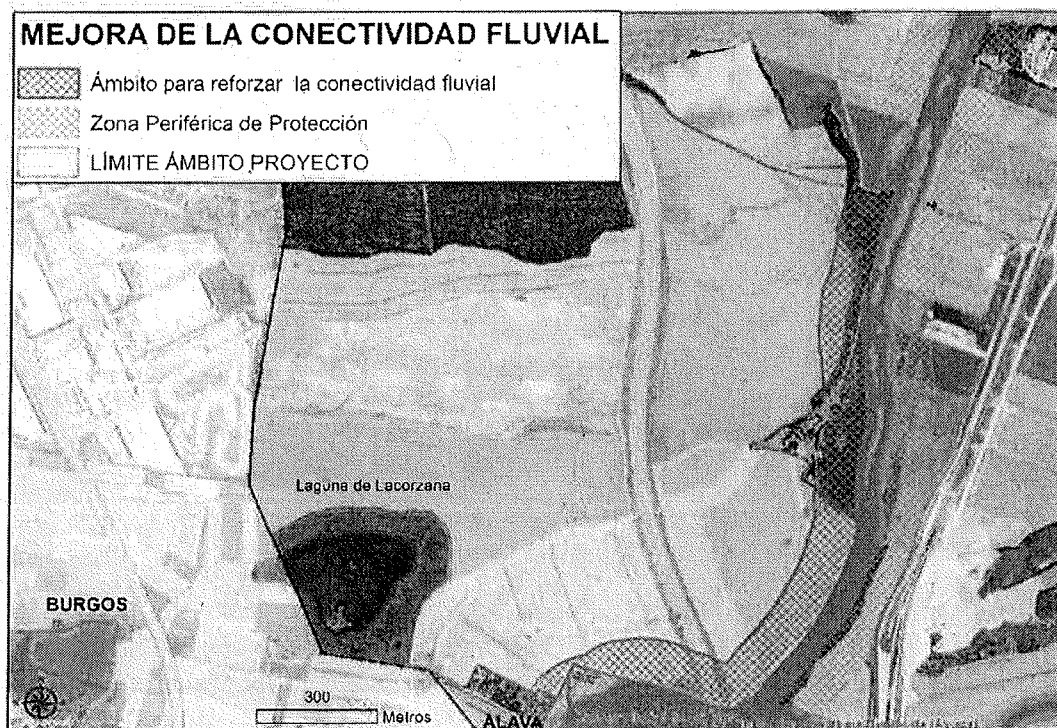 MEJORA DE LA CONECTIVIDAD FLUVIAL
Ámbito para reforzar la conectividad fluvial
Zona Periférica de Protección
LÍMITE ÁMBITO PROYECTO
Laguna de Lacorzana
BURGOS
300
Metros
ÁLAVA